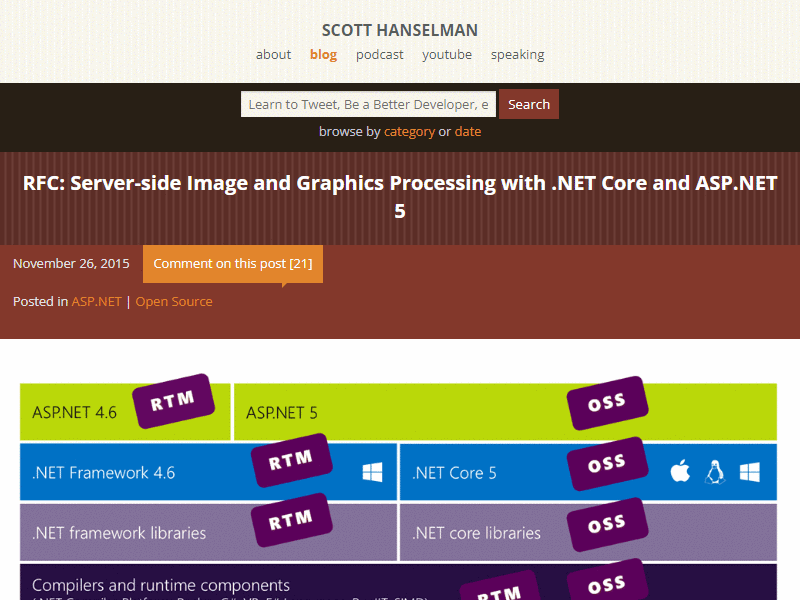 SCOTT HANSELMAN
about blog podcast youtube speaking
Learn to Tweet, Be a Better Developer, e Search
browse by category or date
RFC: Server-side Image and Graphics Processing with .NET Core and ASP.NET
5
November 26, 2015 Comment on this post [21]
Posted in ASP.NET | Open Source
ASP.NET 4.6 RTM ASP.NET 5 OSS
.NET Framework 4.6 RTM .NET Core 5 OSS
.NET framework libraries RTM .NET core libraries OSS
Compilers and runtime components RTM OSS